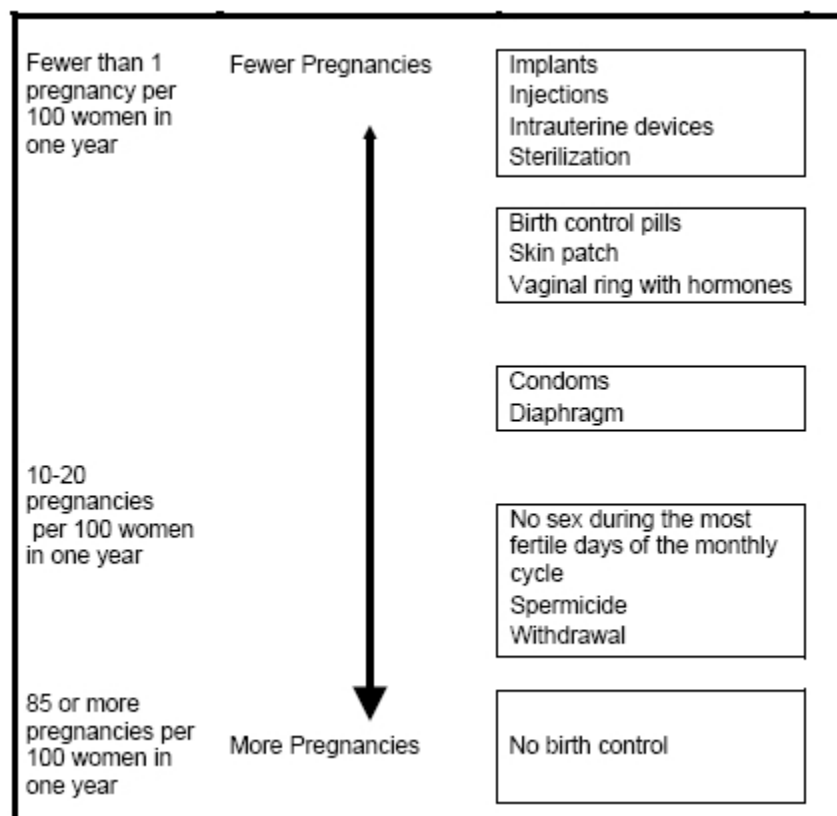 Fewer than 1
pregnancy per
100 women in
one year
Fewer Pregnancies
Implants
Injections
Intrauterine devices
Sterilization
Birth control pills
Skin patch
Vaginal ring with hormones
Condoms
Diaphragm
10-20
pregnancies
per 100 women
in one year
No sex during the most
fertile days of the monthly
cycle
Spermicide
Withdrawal
85 or more
pregnancies per
100 women in
one year
More Pregnancies
No birth control